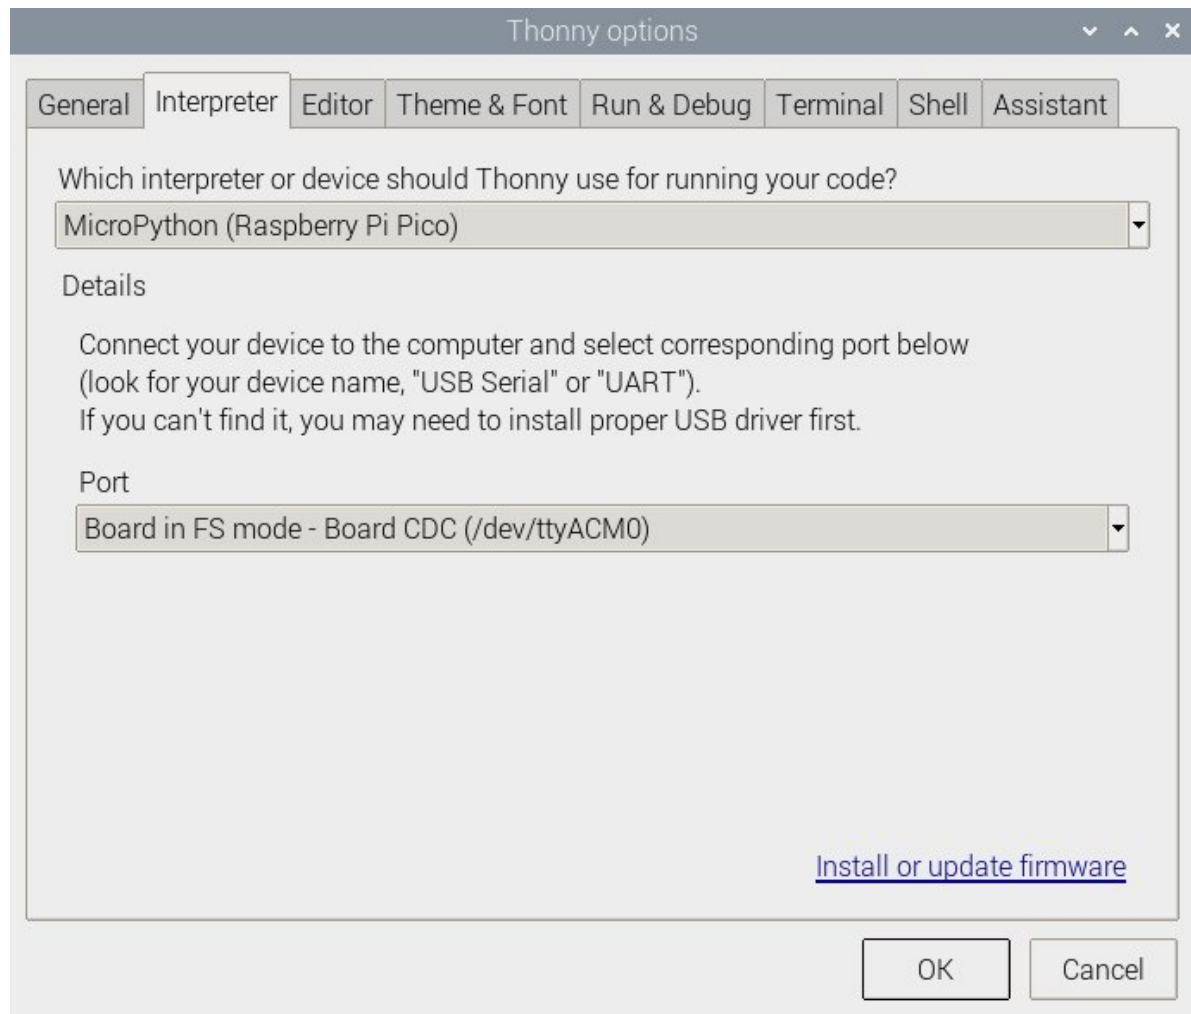 Thonny options
General Interpreter Editor Theme & Font Run & Debug Terminal Shell Assistant
Which interpreter or device should Thonny use for running your code?
MicroPython (Raspberry Pi Pico)
Details
Connect your device to the computer and select corresponding port below
(look for your device name, "USB Serial" or "UART").
If you can't find it, you may need to install proper USB driver first.
Port
Board in FS mode - Board CDC (/dev/ttyACM0)
Install or update firmware
OK Cancel